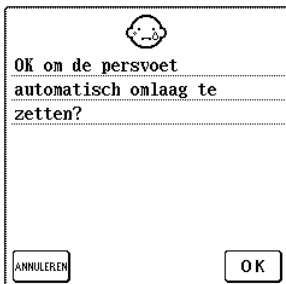 OK om de persvoet
automatisch omlaag te
zetten?
ANNULEREN
OK